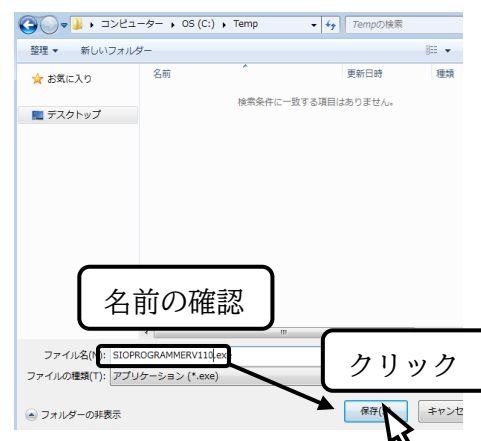 コンピューター ▸ OS (C:) ▸ Temp
Tempの検索
整理 新しいフォルダー
お気に入り
デスクトップ
名前 更新日時 種類
検索条件に一致する項目はありません。
名前の確認
ファイル名(N): SIOPROGRAMMERV110.exe
クリック
ファイルの種類(T): アプリケーション (*.exe)
フォルダーの非表示
保存(
キャンセ